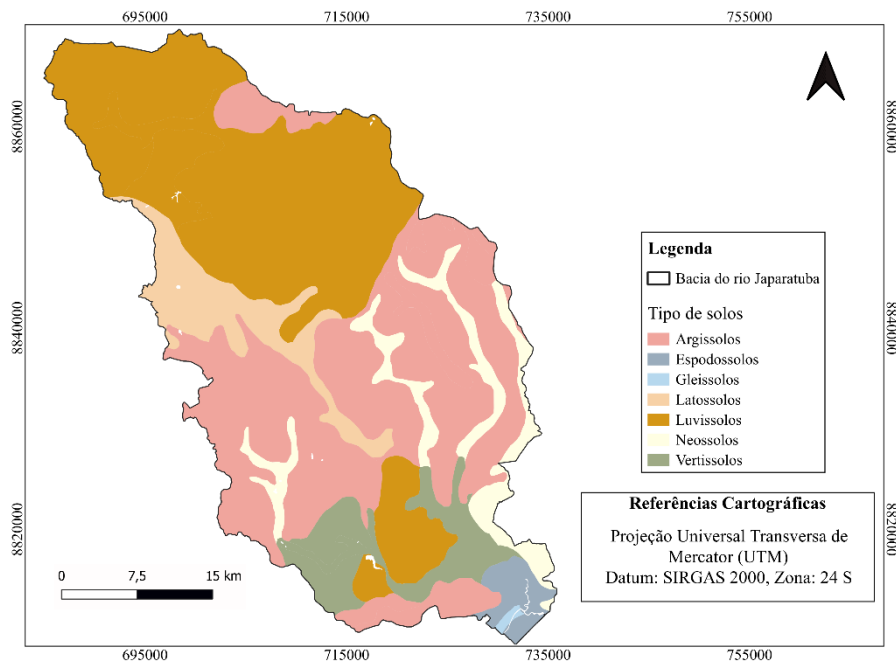 695000 715000 735000 755000
8860000 8860000
8840000 8840000
8820000 8820000
Legenda
Bacia do rio Japaratuba
Tipo de solos
Argissolos
Espodossolos
Gleissolos
Latossolos
Luvissolos
Neossolos
Vertissolos
Referências Cartográficas
Projeção Universal Transversa de
Mercator (UTM)
Datum: SIRGAS 2000, Zona: 24 S
0 7,5 15 km
695000 715000 735000 755000